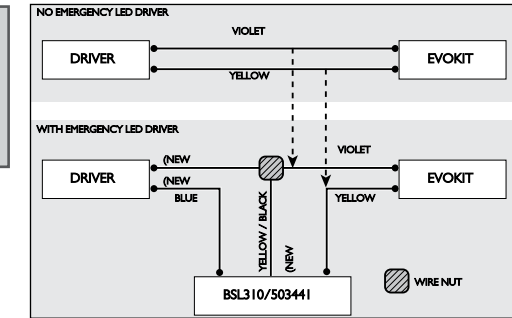 NO EMERGENCY LED DRIVER
VIOLET
DRIVER
EVOKIT
YELLOW
WITH EMERGENCY LED DRIVER
(NEW
VIOLET
DRIVER
(NEW
EVOKIT
BLUE
YELLOW / BLACK
(NEW
YELLOW
BSL310/503441
WIRE NUT